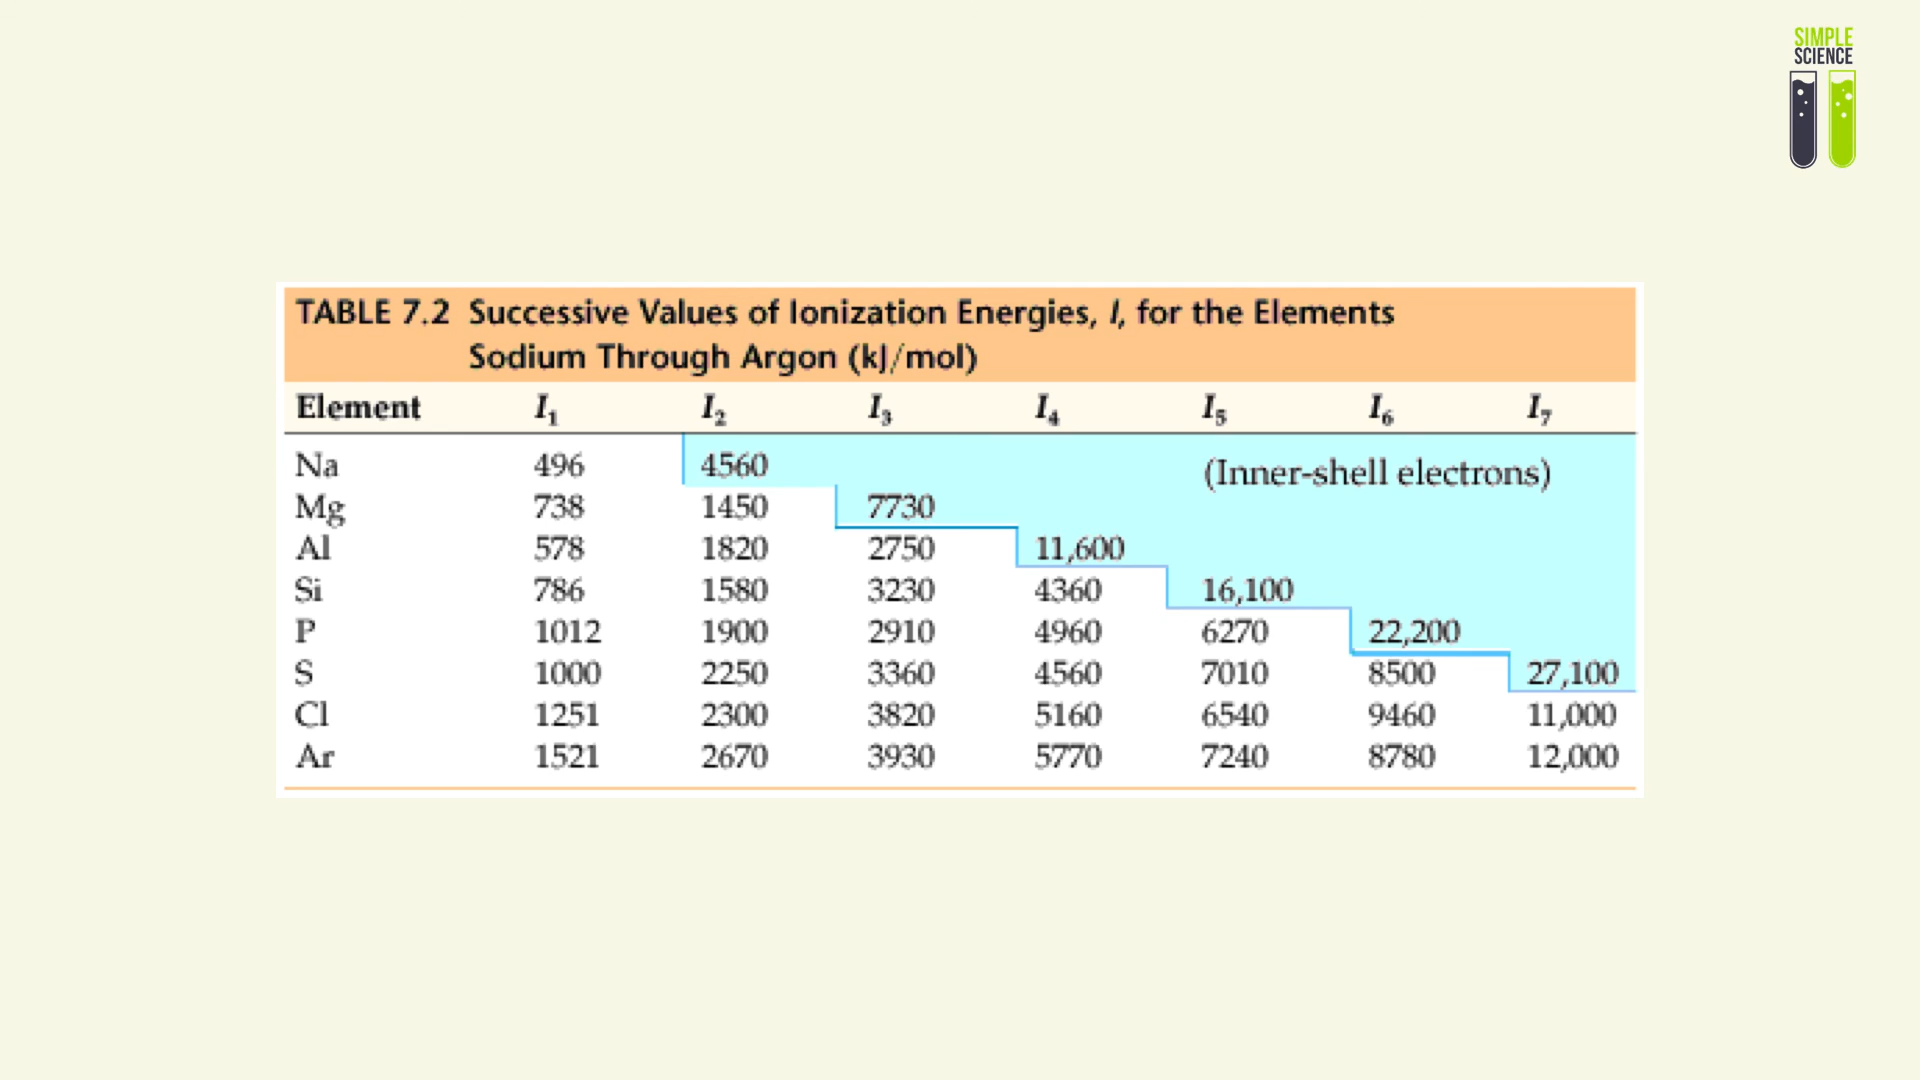 SIMPLE
SCIENCE
TABLE 7.2 Successive Values of Ionization Energies, I, for the Elements
Sodium Through Argon (kJ/mol)
Element I₁ I₂ I₃ I₄ I₅ I₆ I₇
Na 496 4560 (Inner-shell electrons)
Mg 738 1450 7730
Al 578 1820 2750 11,600
Si 786 1580 3230 4360 16,100
P 1012 1900 2910 4960 6270 22,200
S 1000 2250 3360 4560 7010 8500 27,100
Cl 1251 2300 3820 5160 6540 9460 11,000
Ar 1521 2670 3930 5770 7240 8780 12,000